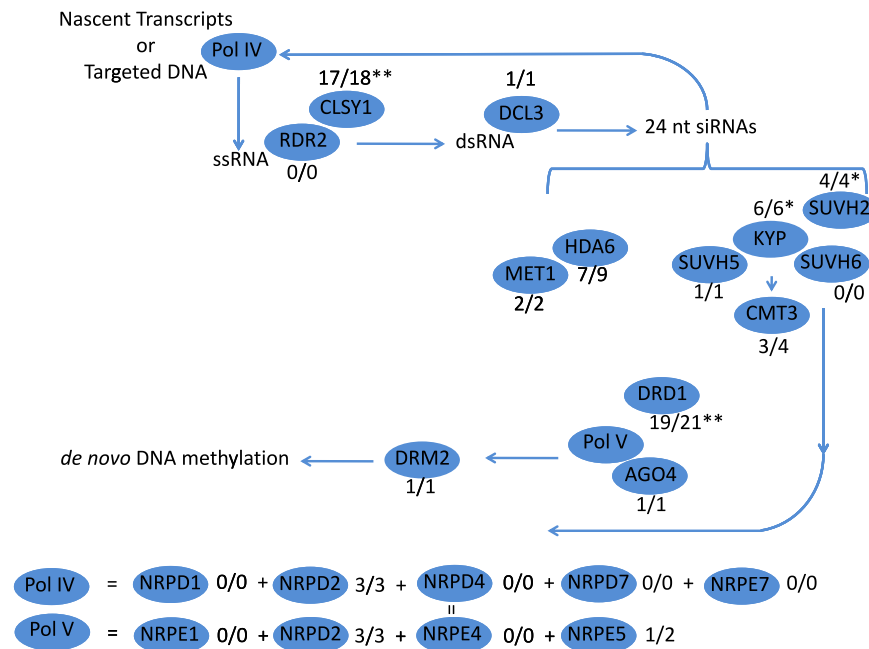 Nascent Transcripts
or
Targeted DNA
Pol IV
17/18**
CLSY1
1/1
DCL3
RDR2
ssRNA
0/0
dsRNA
24 nt siRNAs
4/4*
SUVH2
6/6*
KYP
HDA6
7/9
MET1
2/2
SUVH5
1/1
SUVH6
0/0
CMT3
3/4
DRD1
19/21**
Pol V
AGO4
1/1
DRM2
1/1
de novo DNA methylation
Pol IV = NRPD1 0/0 + NRPD2 3/3 + NRPD4 0/0 + NRPD7 0/0 + NRPE7 0/0
=
Pol V = NRPE1 0/0 + NRPD2 3/3 + NRPE4 0/0 + NRPE5 1/2